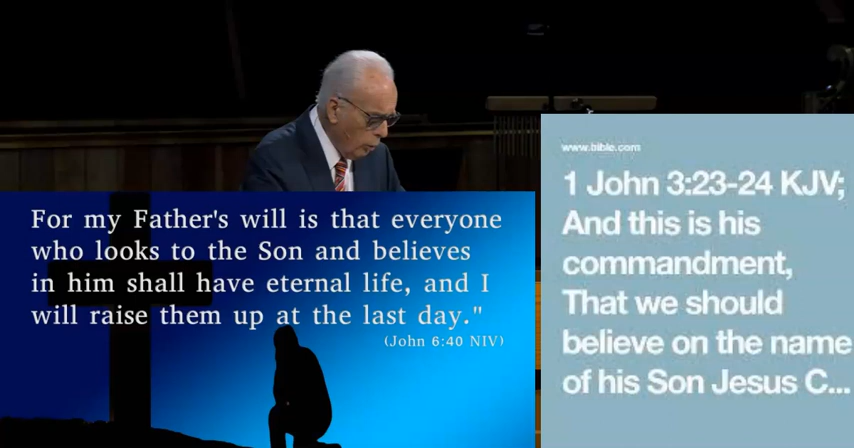 For my Father's will is that everyone
who looks to the Son and believes
in him shall have eternal life, and I
will raise them up at the last day."
(John 6:40 NIV)
www.bible.com
1 John 3:23-24 KJV;
And this is his
commandment,
That we should
believe on the name
of his Son Jesus C...